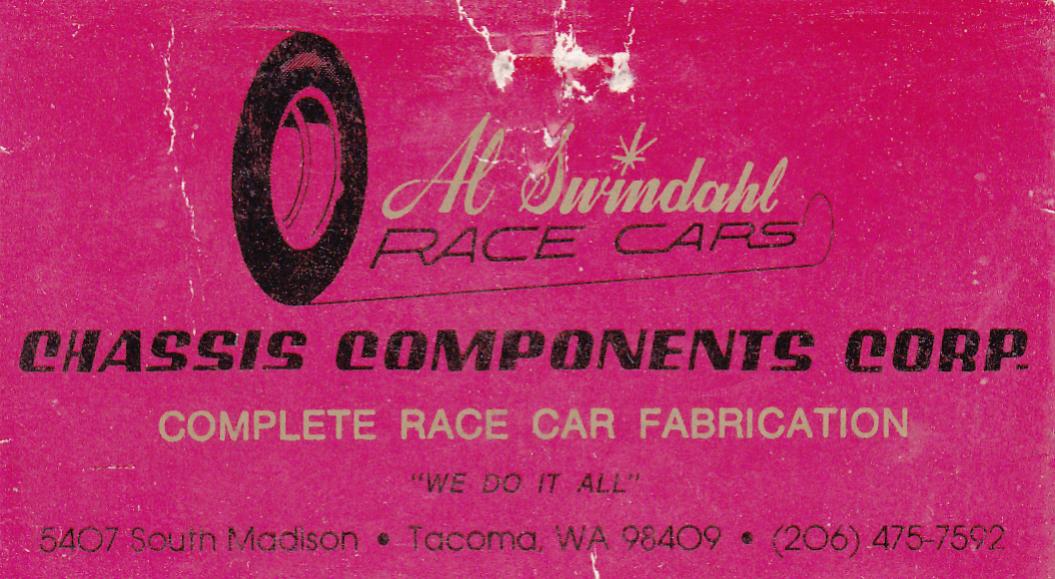 Al Swindahl
RACE CARS
CHASSIS COMPONENTS CORP.
COMPLETE RACE CAR FABRICATION
"WE DO IT ALL"
5407 South Madison • Tacoma, WA 98409 • (206) 475-7592